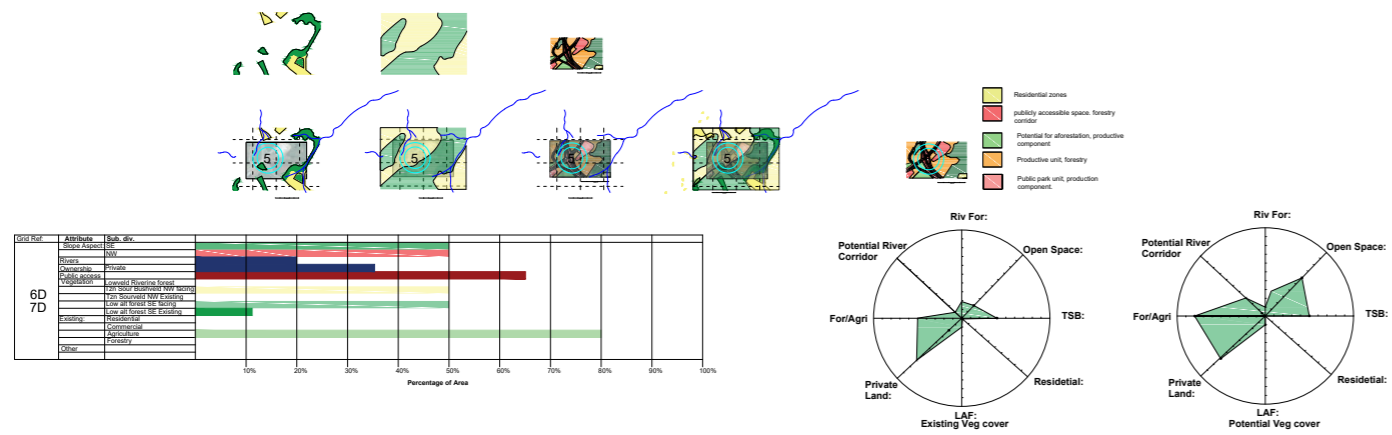 5
5
5
5
Residential zones
publicly accessible space. forestry
corridor
Potential for aforestation, productive
component.
Productive unit, forestry
Public park unit, production
component.
Grid Ref:
Attribute
Sub. div.
Slope Aspect:
SE
NW
Rivers
Ownership
Private
Public access
Vegetation
Lowveld Riverine forest
Tzn Sour Bushveld NW facing
Tzn Sourveld NW Existing
Low alt forest SE facing
Low alt forest SE Existing
Existing:
Residential
Commercial
Agriculture
Forestry
Other
6D
7D
10%
20%
30%
40%
50%
60%
70%
80%
90%
100%
Percentage of Area
Riv For:
Potential River
Corridor
Open Space:
For/Agri
TSB:
Private
Land:
Residetial:
LAF:
Existing Veg cover
Riv For:
Potential River
Corridor
Open Space:
For/Agri
TSB:
Private
Land:
Residetial:
LAF:
Potential Veg cover